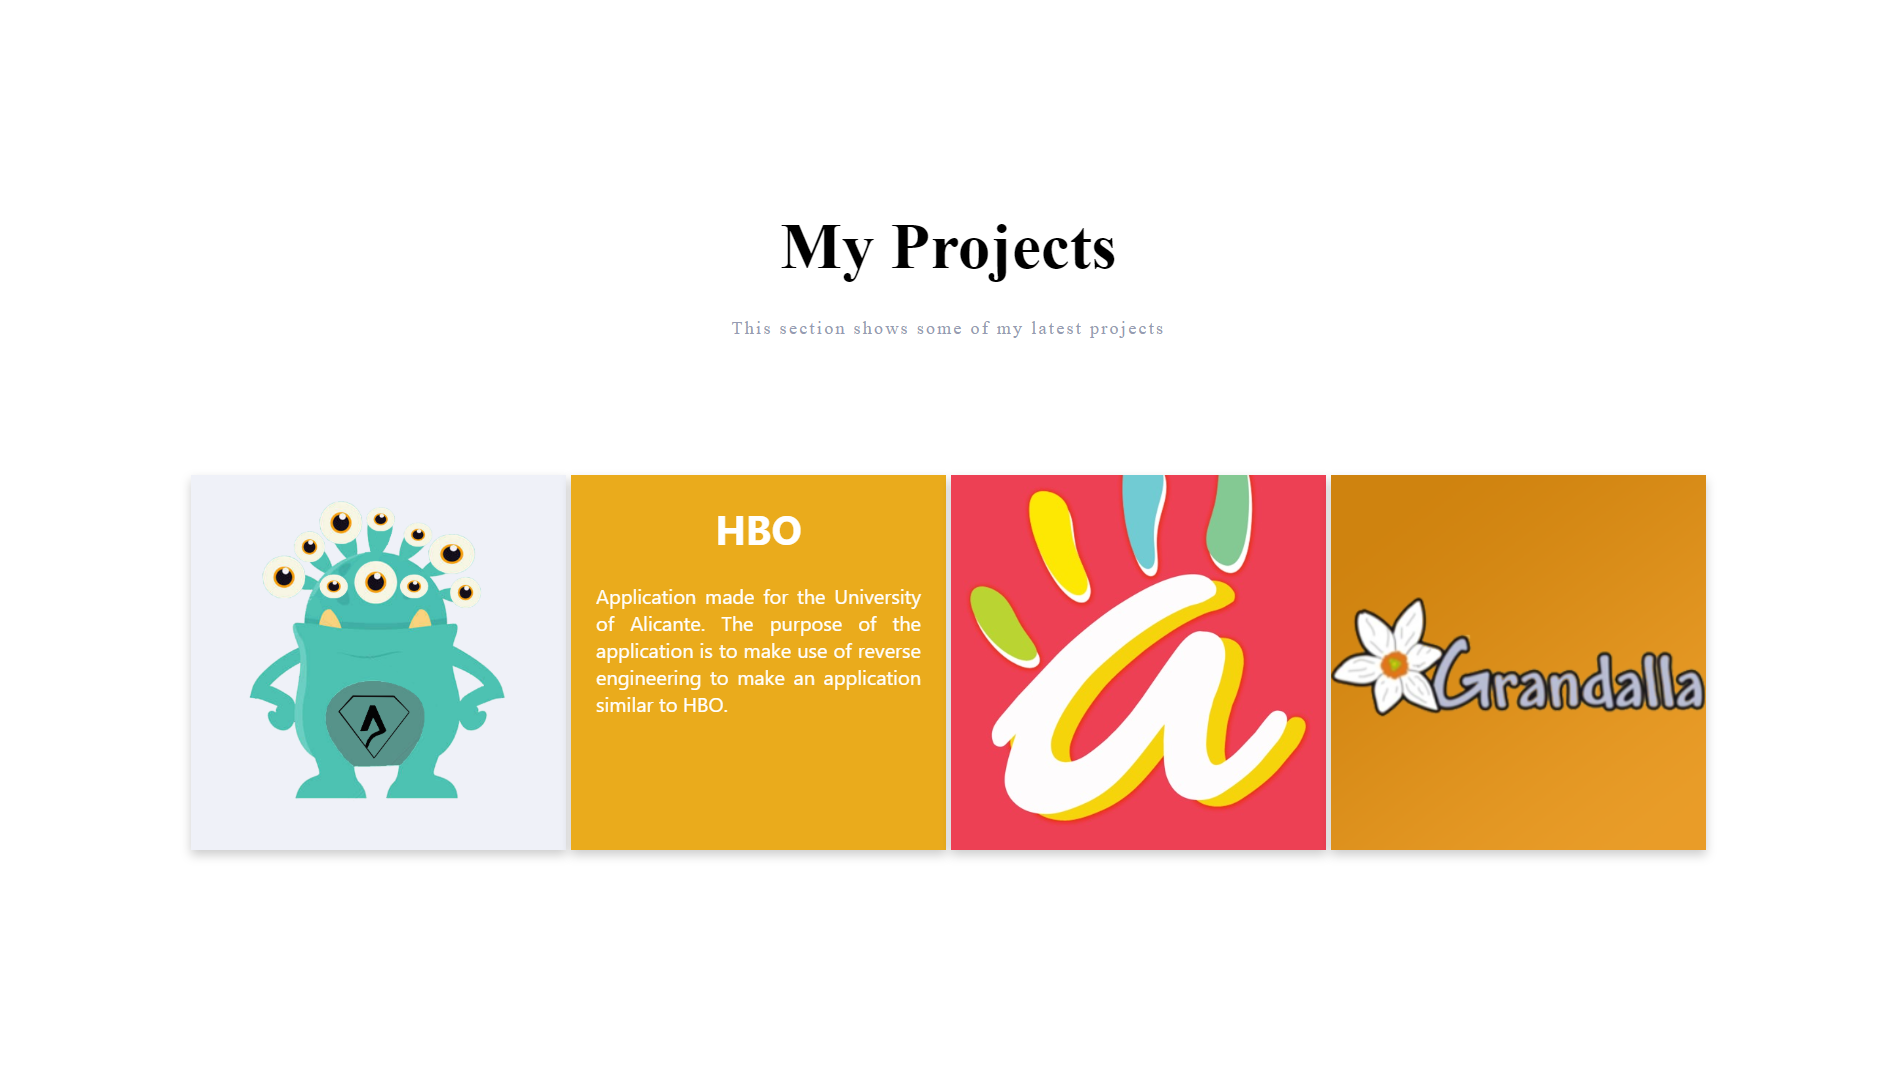 My Projects
This section shows some of my latest projects
HBO
Application made for the University
of Alicante. The purpose of the
application is to make use of reverse
engineering to make an application
similar to HBO.
a
Grandalla